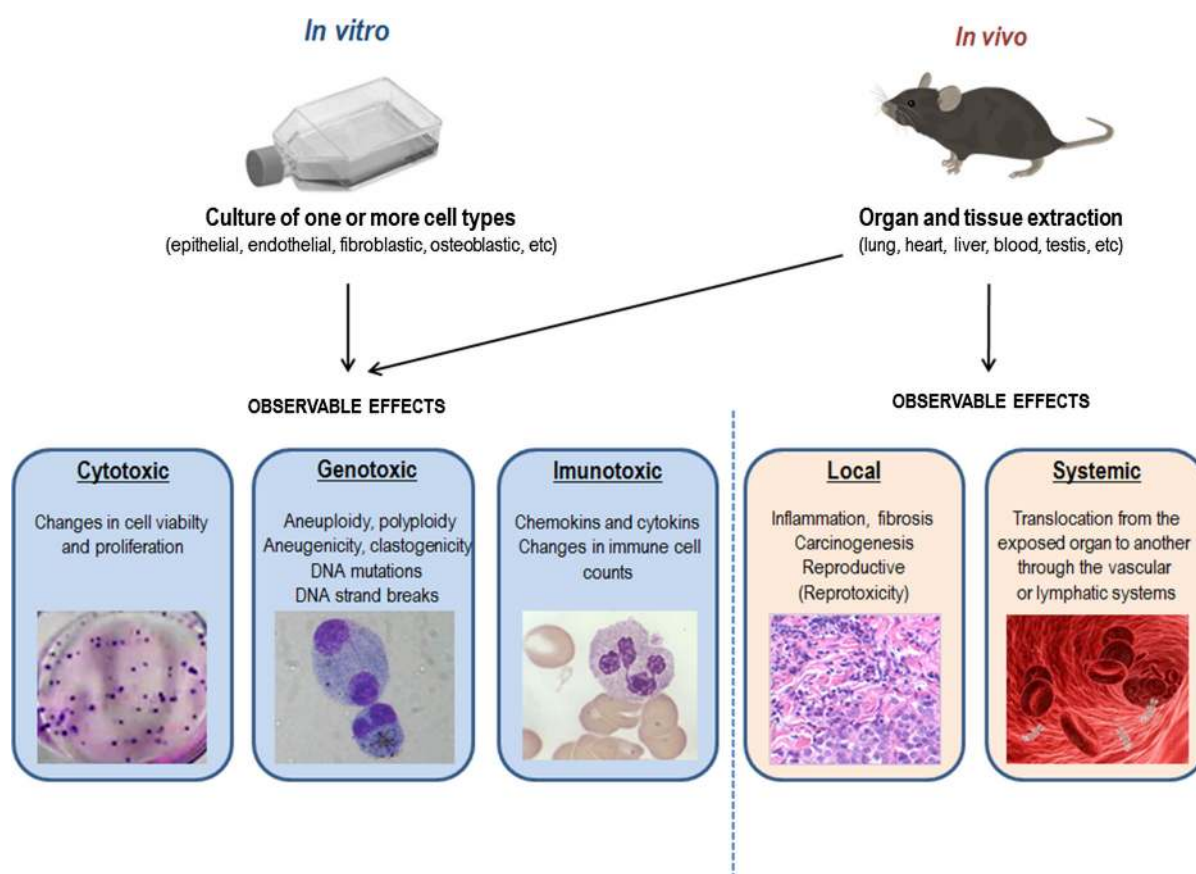 In vitro
In vivo
Culture of one or more cell types
(epithelial, endothelial, fibroblastic, osteoblastic, etc)
Organ and tissue extraction
(lung, heart, liver, blood, testis, etc)
OBSERVABLE EFFECTS
OBSERVABLE EFFECTS
Cytotoxic
Changes in cell viabilty
and proliferation
Genotoxic
Aneuploidy, polyploidy
Aneugenicity, clastogenicity
DNA mutations
DNA strand breaks
Imunotoxic
Chemokins and cytokins
Changes in immune cell
counts
Local
Inflammation, fibrosis
Carcinogenesis
Reproductive
(Reprotoxicity)
Systemic
Translocation from the
exposed organ to another
through the vascular
or lymphatic systems